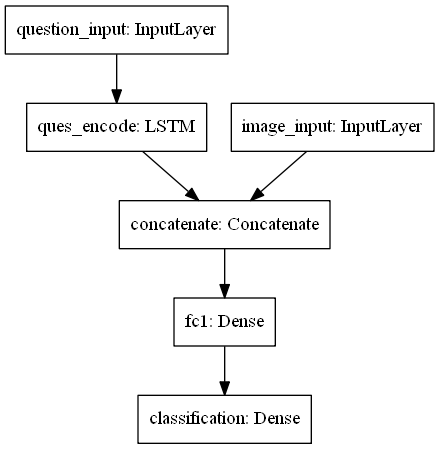 question_input: InputLayer
ques_encode: LSTM
image_input: InputLayer
concatenate: Concatenate
fc1: Dense
classification: Dense